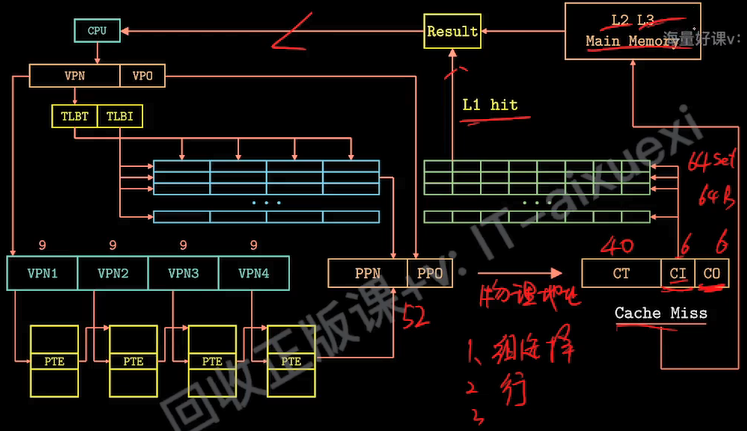 L2 L3
Main Memory
海量好课v:
CPU
Result
VPN
VPO
L1 hit
TLBT
TLBI
64set
64B
• • •
• • •
9
9
9
9
40
6
6
VPN1
VPN2
VPN3
VPN4
PPN
PPO
CT
CI
CO
物理地址
52
Cache Miss
PTE
PTE
PTE
PTE
1、组选择
2 行
3
回收正版课+v: IT-aixuexi